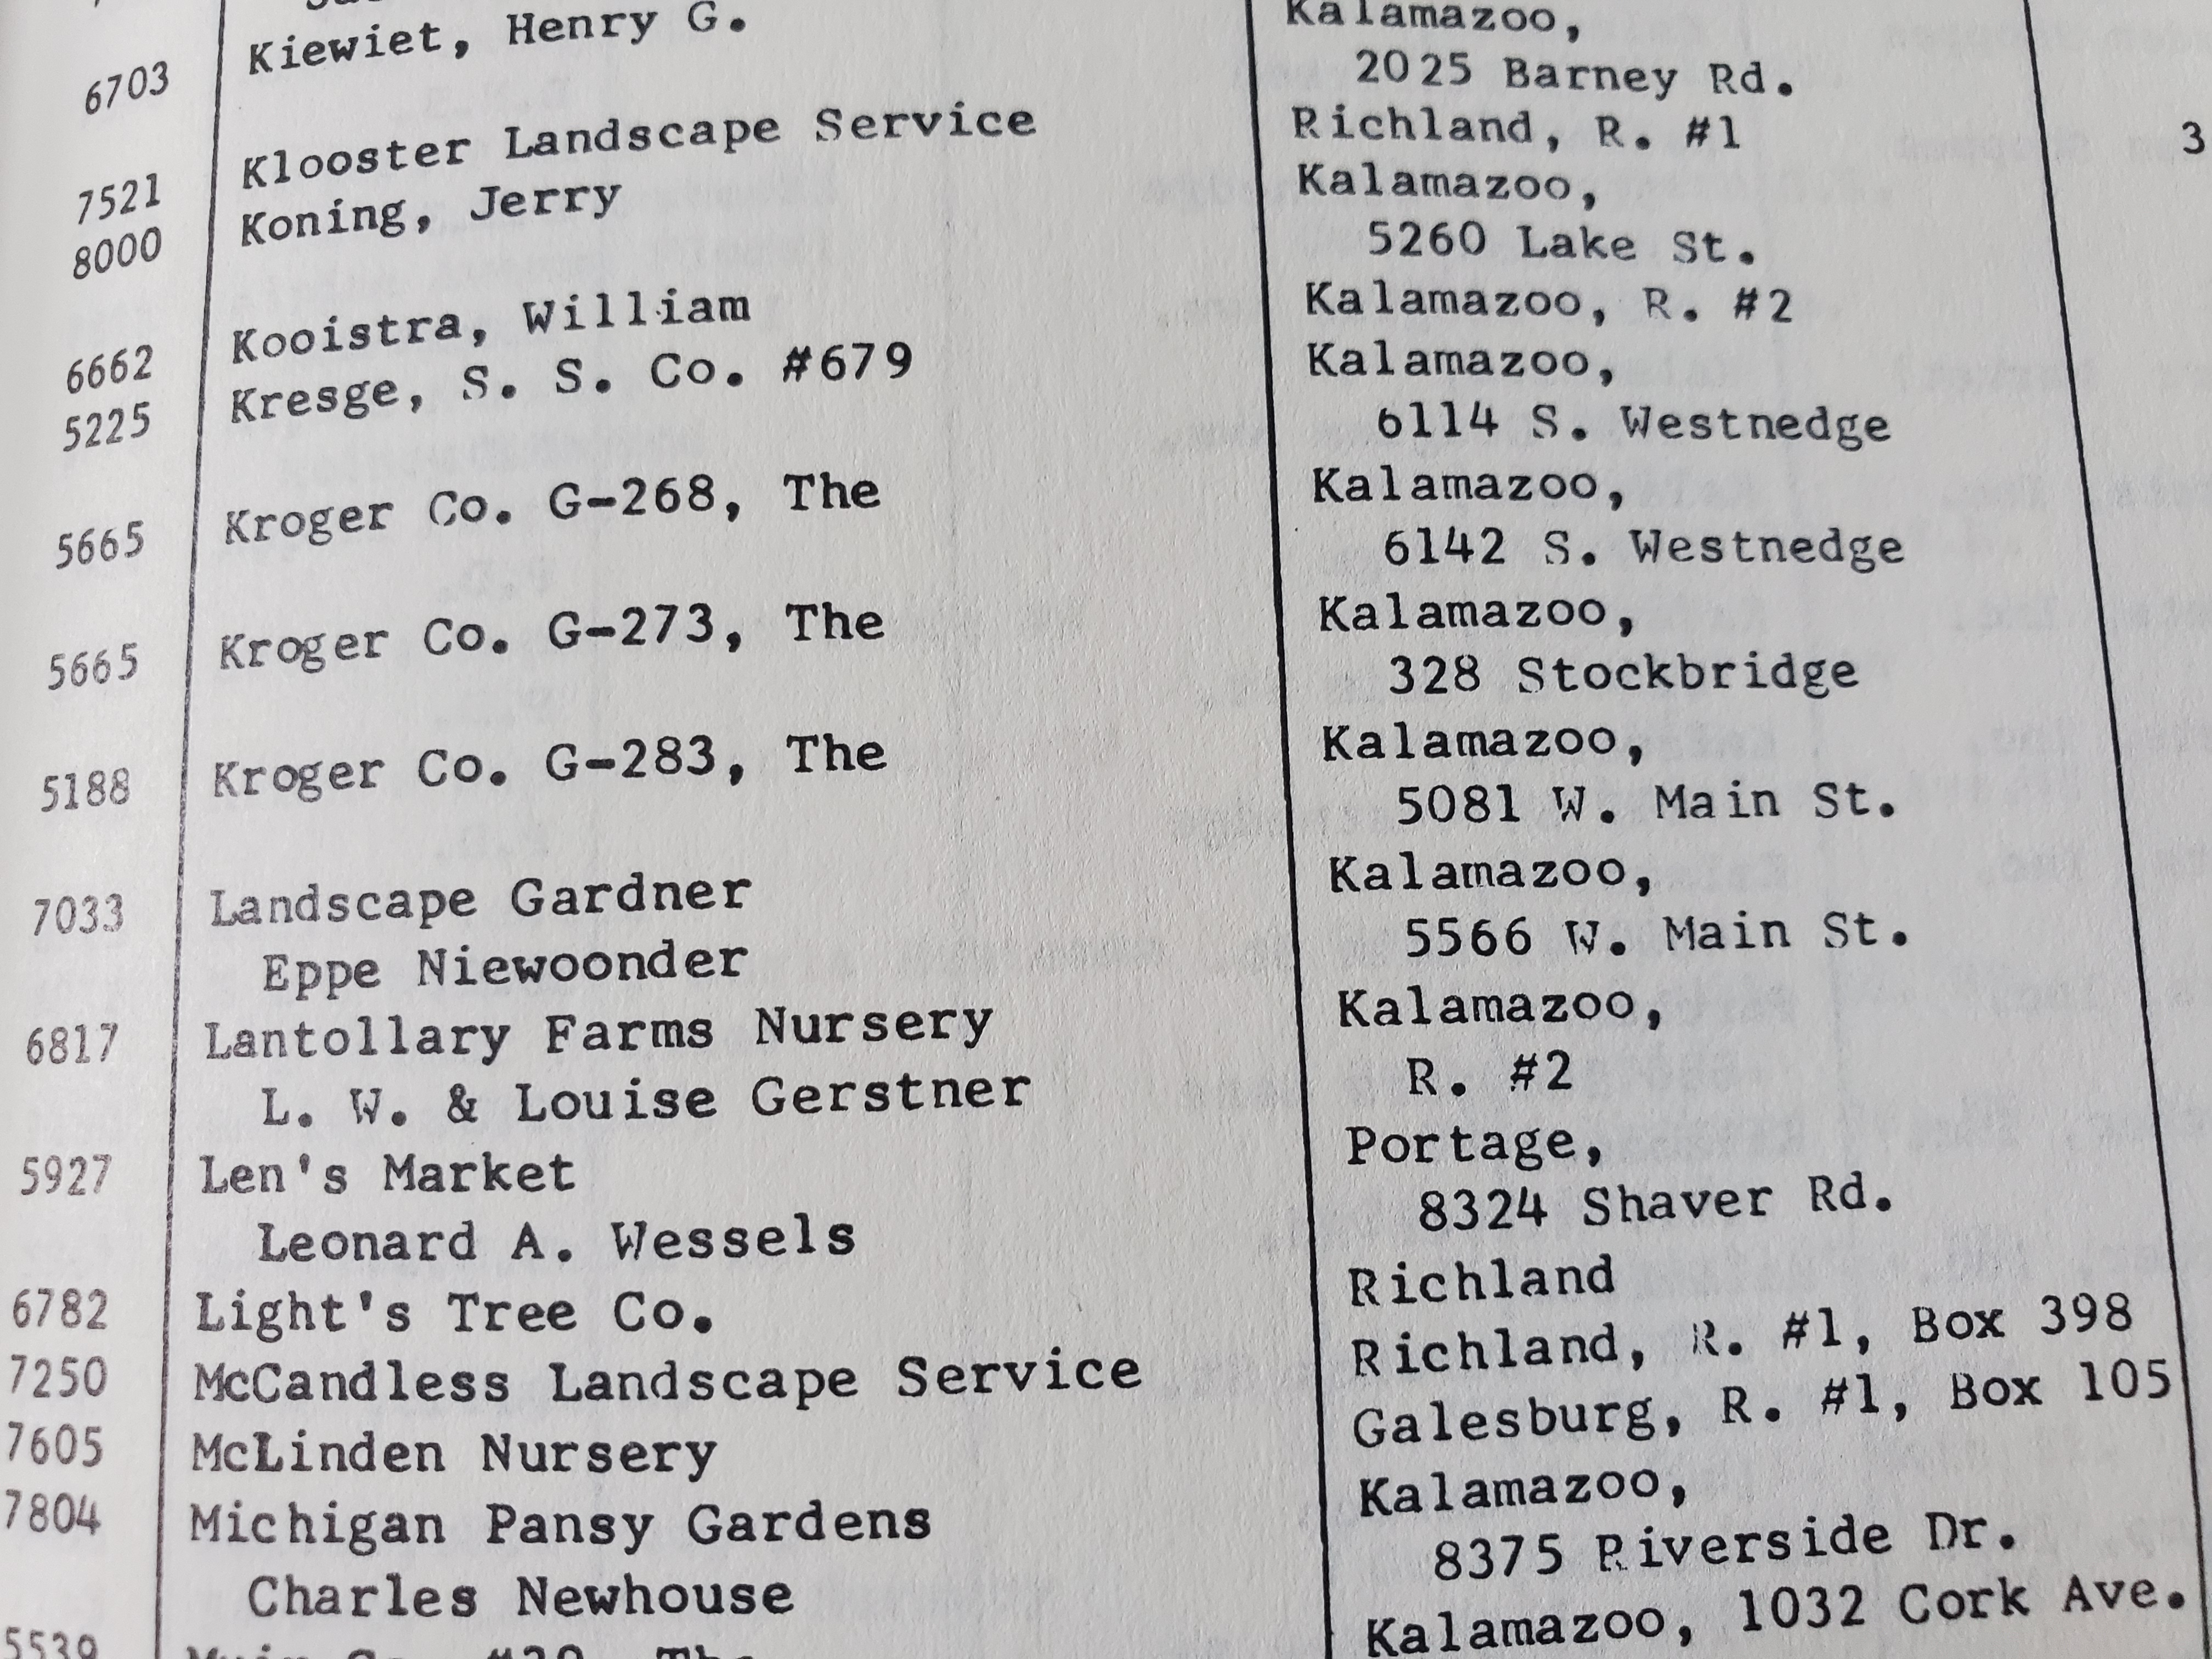 Kiewiet, Henry G. Kalamazoo,
6703 2025 Barney Rd.
Klooster Landscape Service Richland, R. #1 3
7521 Koning, Jerry Kalamazoo,
8000 5260 Lake St.
Kooistra, William Kalamazoo, R. #2
6662 Kresge, S. S. Co. #679 Kalamazoo,
5225 6114 S. Westnedge
Kroger Co. G-268, The Kalamazoo,
5665 6142 S. Westnedge
Kroger Co. G-273, The Kalamazoo,
5665 328 Stockbridge
Kroger Co. G-283, The Kalamazoo,
5188 5081 W. Main St.
7033 Landscape Gardner Kalamazoo,
Eppe Niewoonder 5566 W. Main St.
6817 Lantollary Farms Nursery Kalamazoo,
L. W. & Louise Gerstner R. #2
5927 Len's Market Portage,
Leonard A. Wessels 8324 Shaver Rd.
6782 Light's Tree Co. Richland
7250 McCandless Landscape Service Richland, R. #1, Box 398
7605 McLinden Nursery Galesburg, R. #1, Box 105
7804 Michigan Pansy Gardens Kalamazoo,
Charles Newhouse 8375 Riverside Dr.
5539 Kalamazoo, 1032 Cork Ave.